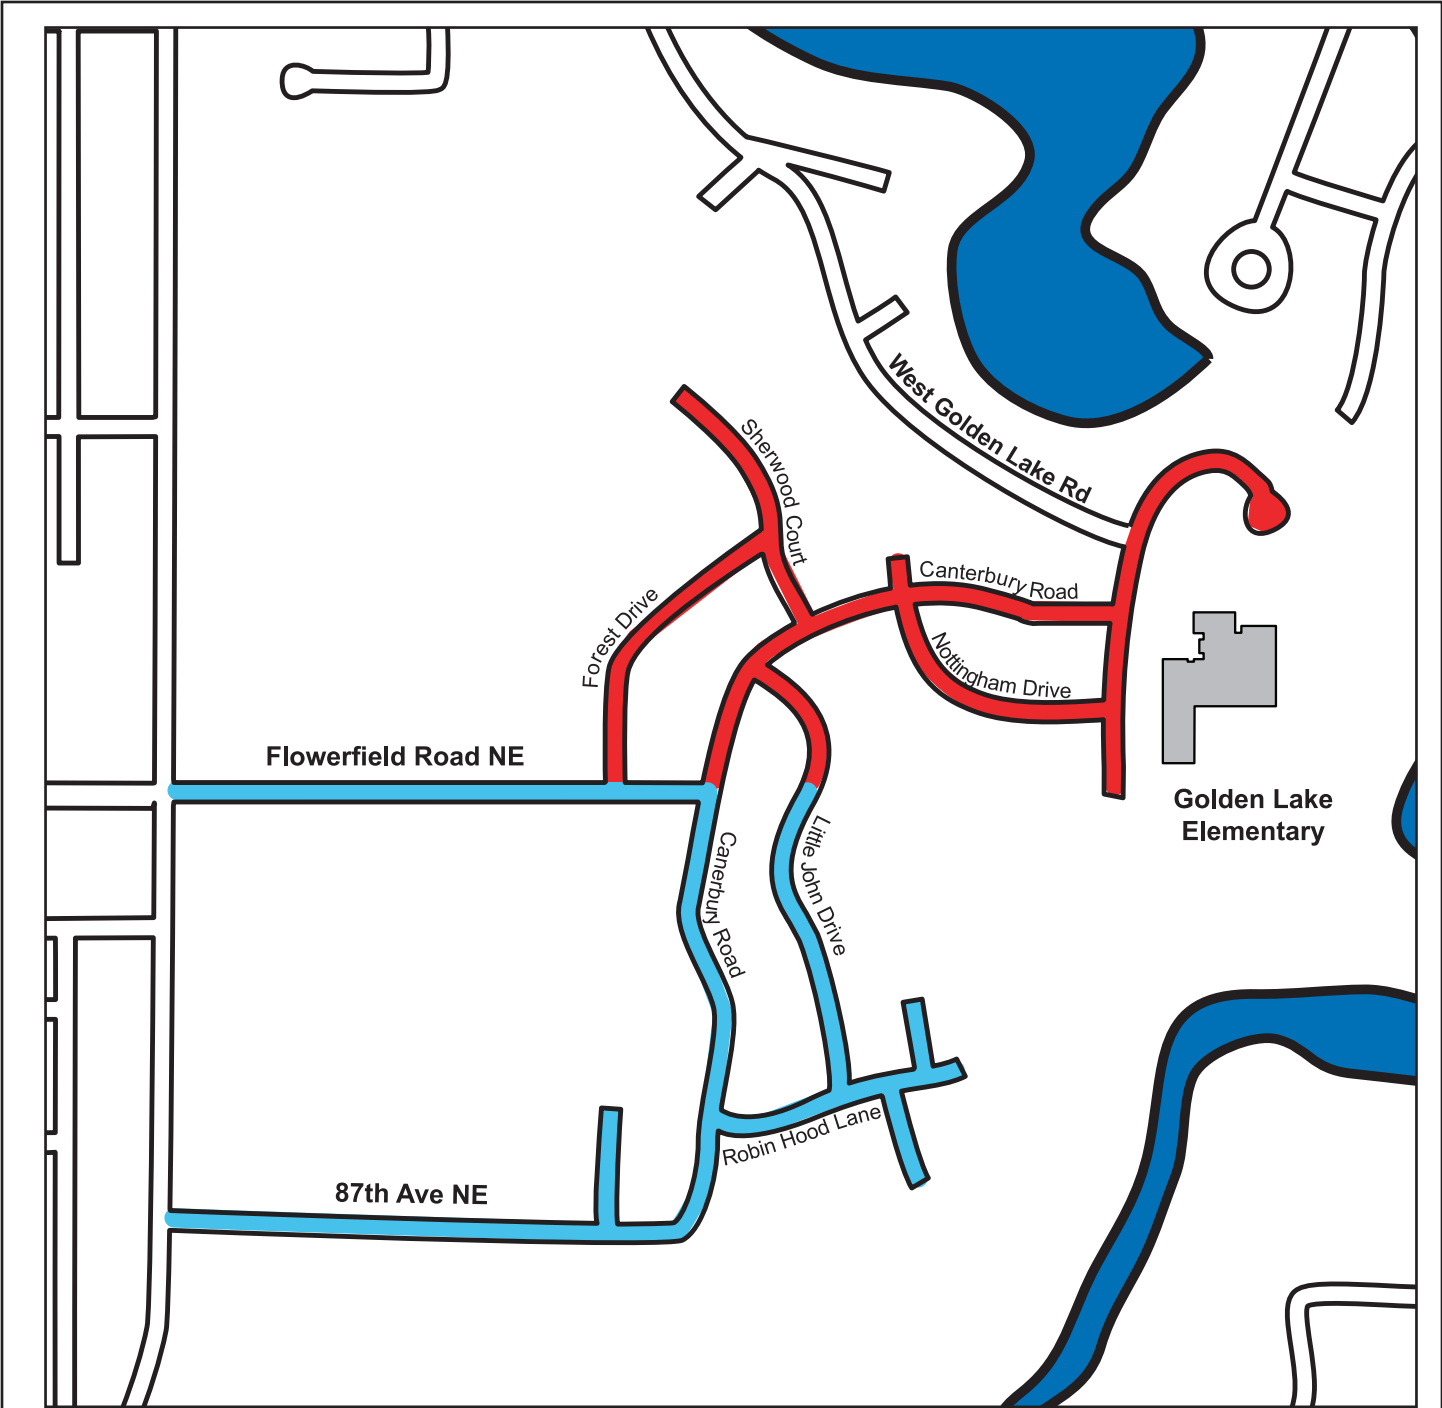 West Golden Lake Rd
Sherwood Court
Canterbury Road
Forest Drive
Nottingham Drive
Flowerfield Road NE
Golden Lake
Elementary
Canerbury Road
Little John Drive
Robin Hood Lane
87th Ave NE